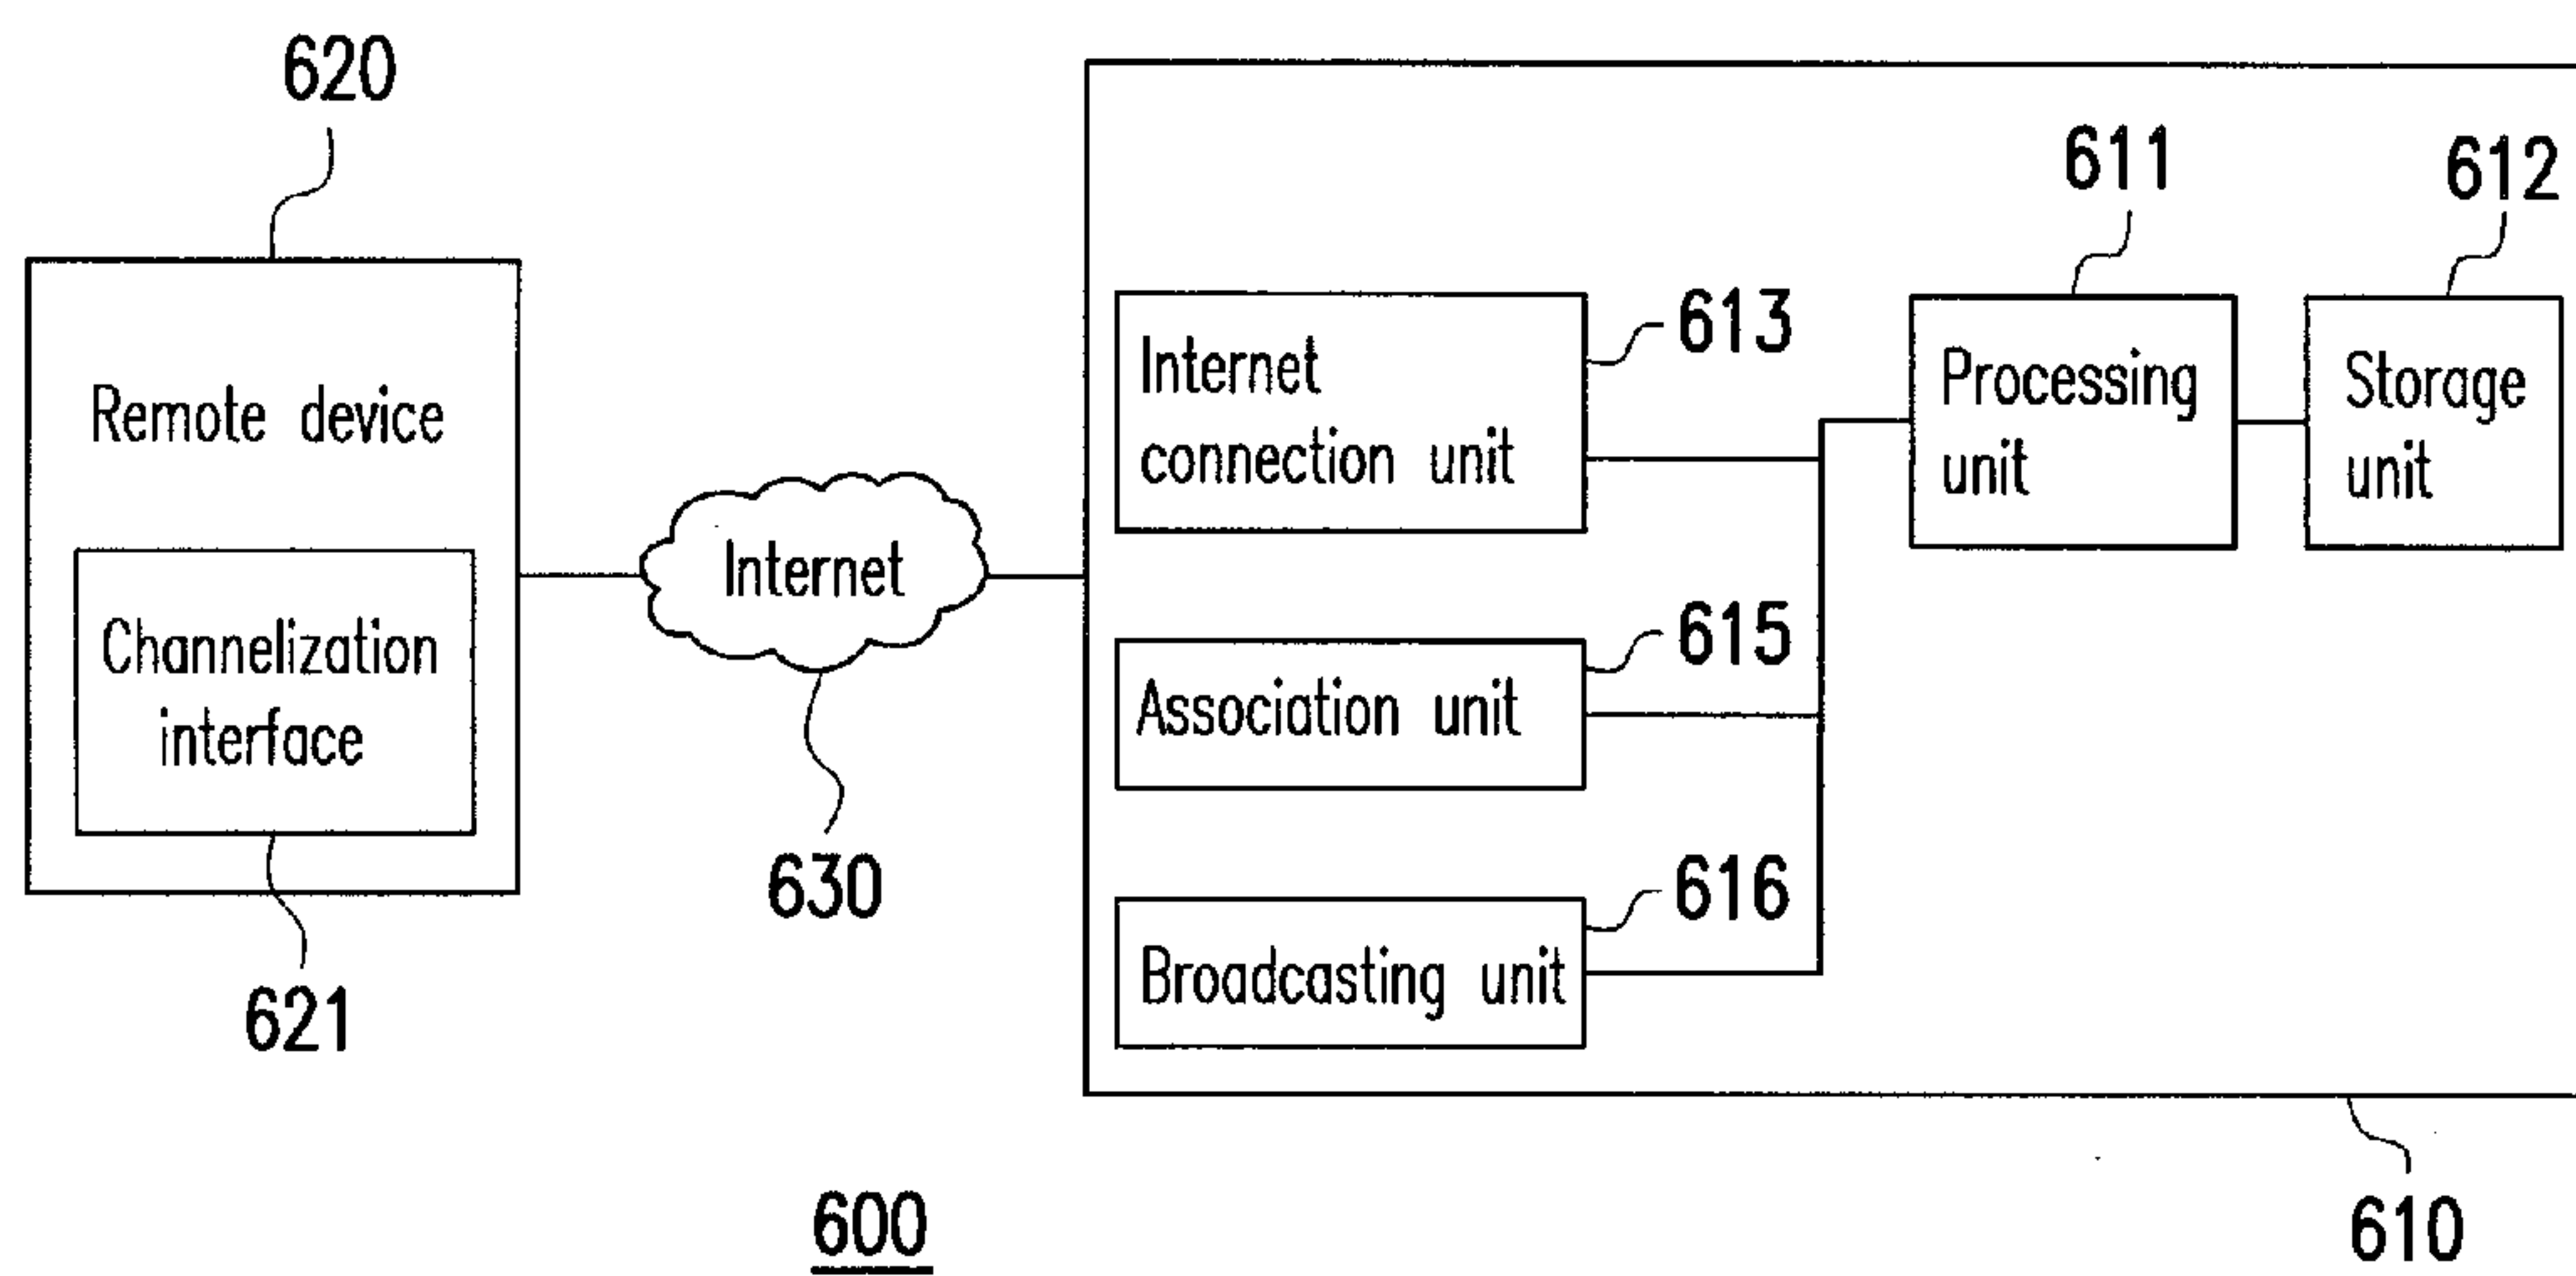 620
611
612
Remote device
Channelization
interface
621
Internet
630
Internet
connection unit
613
Association unit
615
Broadcasting unit
616
Processing
unit
Storage
unit
600
610